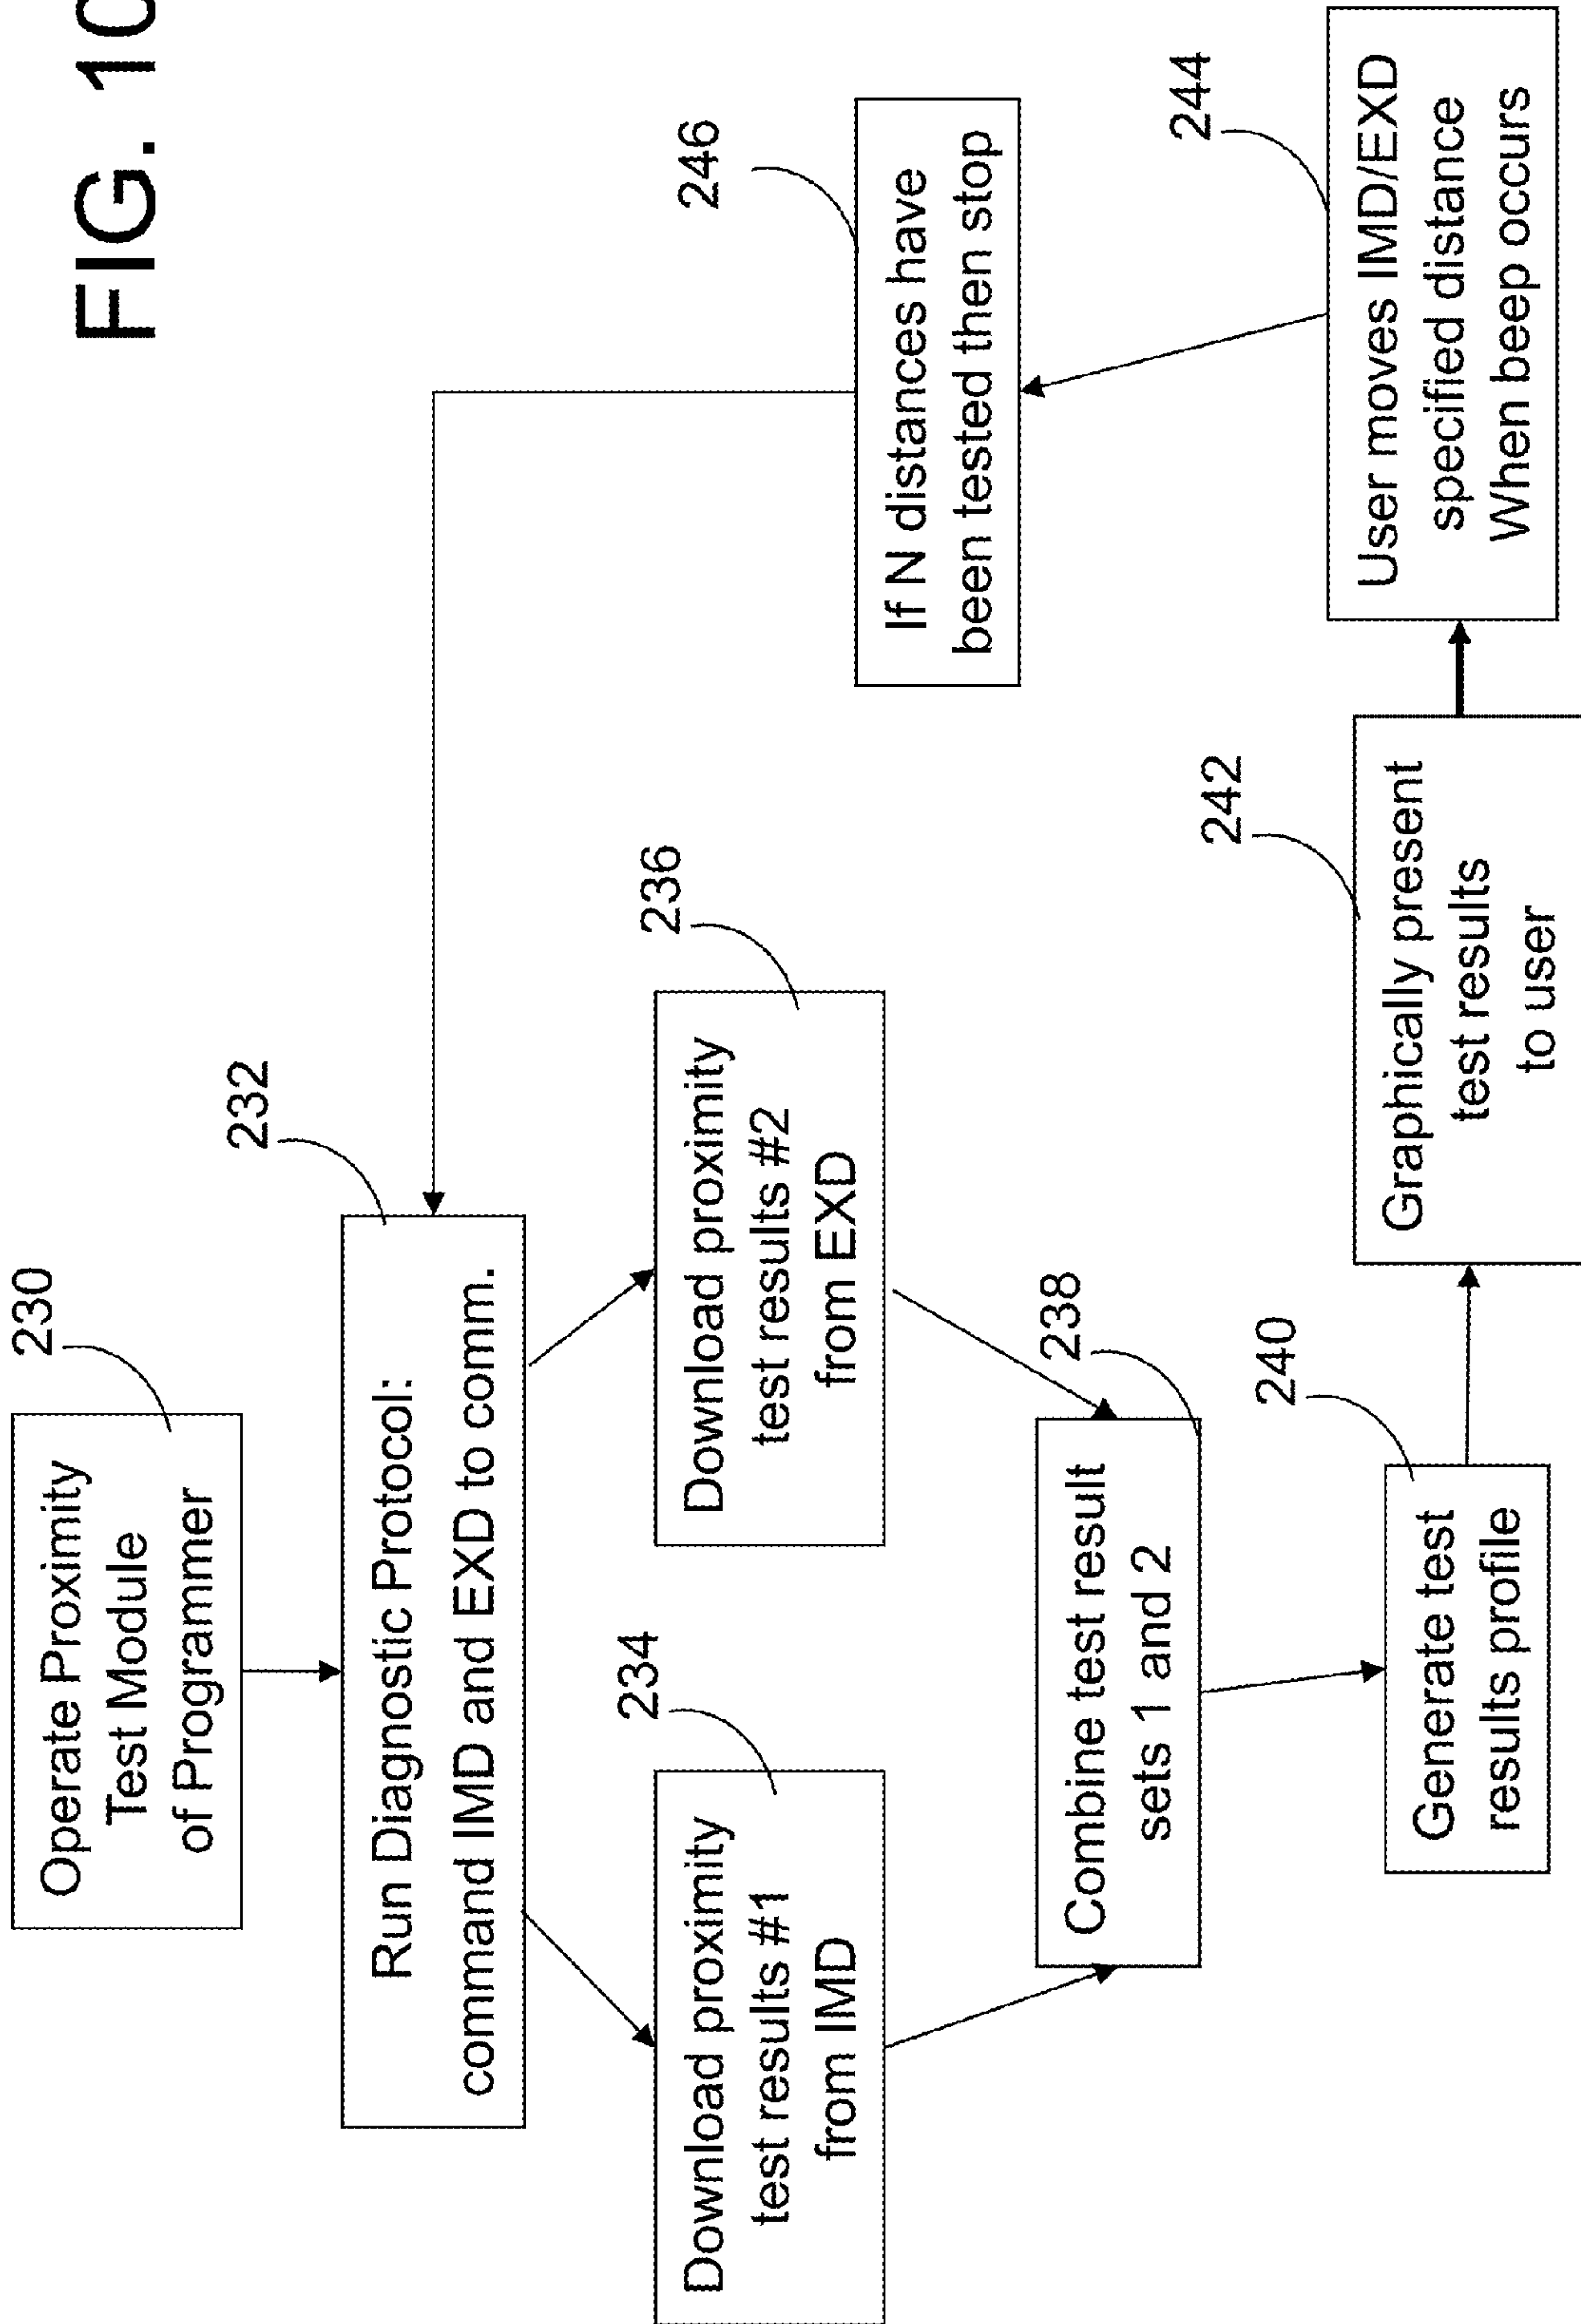 FIG. 10
230
Operate Proximity
Test Module
of Programmer
232
Run Diagnostic Protocol:
command IMD and EXD to comm.
234
Download proximity
test results #1
from IMD
236
Download proximity
test results #2
from EXD
238
Combine test result
sets 1 and 2
240
Generate test
results profile
242
Graphically present
test results
to user
244
User moves IMD/EXD
specified distance
When beep occurs
246
If N distances have
been tested then stop